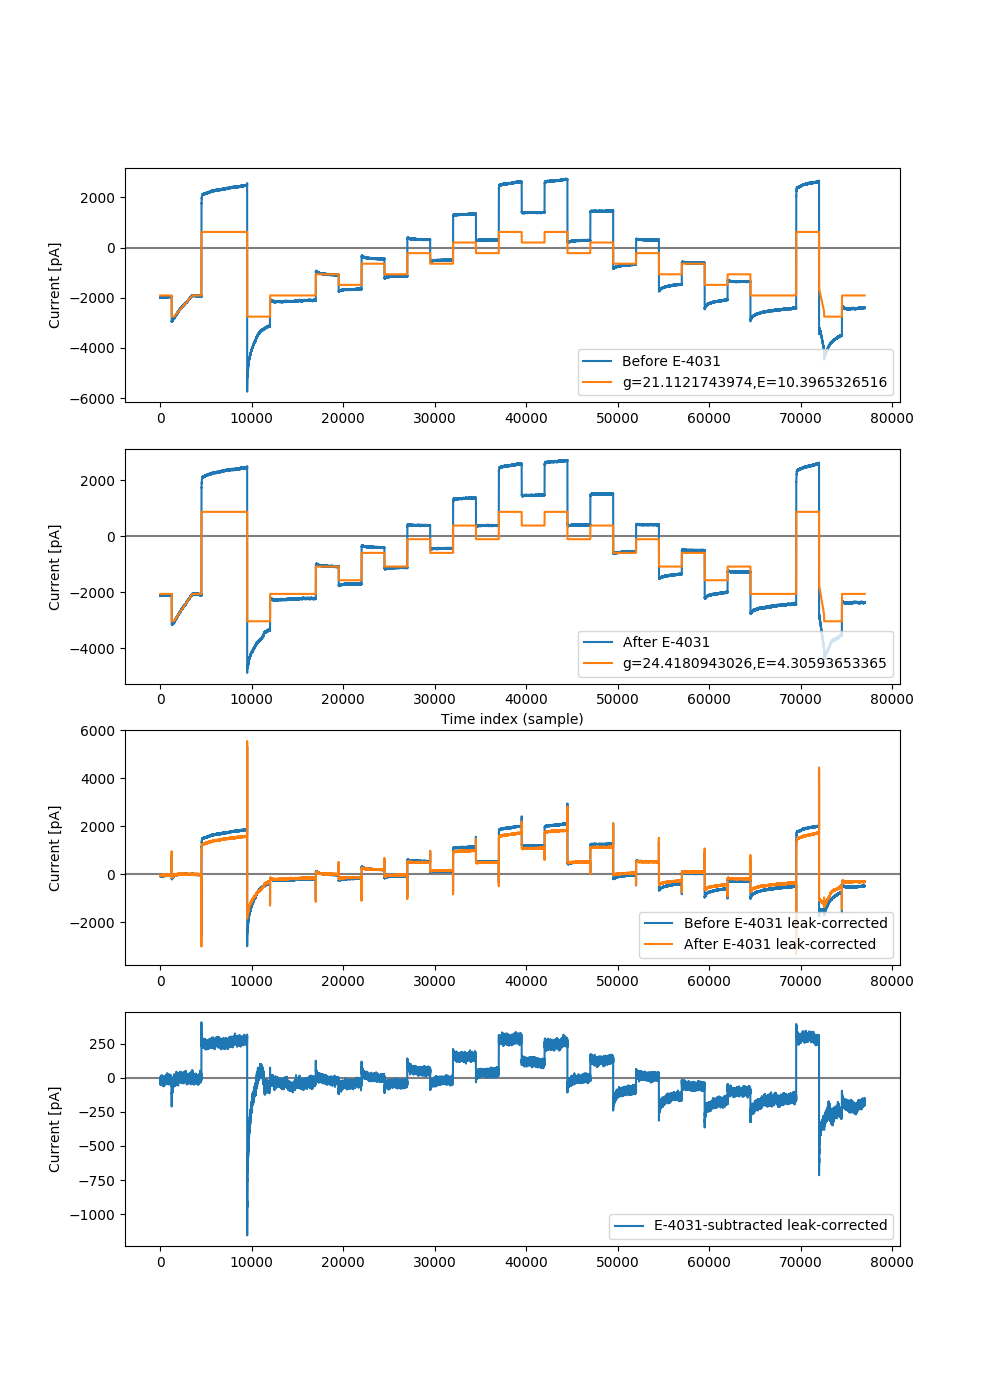 2000
0
−2000
−4000
−6000
Current [pA]
Before E-4031
g=21.1121743974,E=10.3965326516
0 10000 20000 30000 40000 50000 60000 70000 80000
2000
0
−2000
−4000
Current [pA]
After E-4031
g=24.4180943026,E=4.30593653365
0 10000 20000 30000 40000 50000 60000 70000 80000
Time index (sample)
6000
4000
2000
0
−2000
Current [pA]
Before E-4031 leak-corrected
After E-4031 leak-corrected
0 10000 20000 30000 40000 50000 60000 70000 80000
250
0
−250
−500
−750
−1000
Current [pA]
E-4031-subtracted leak-corrected
0 10000 20000 30000 40000 50000 60000 70000 80000